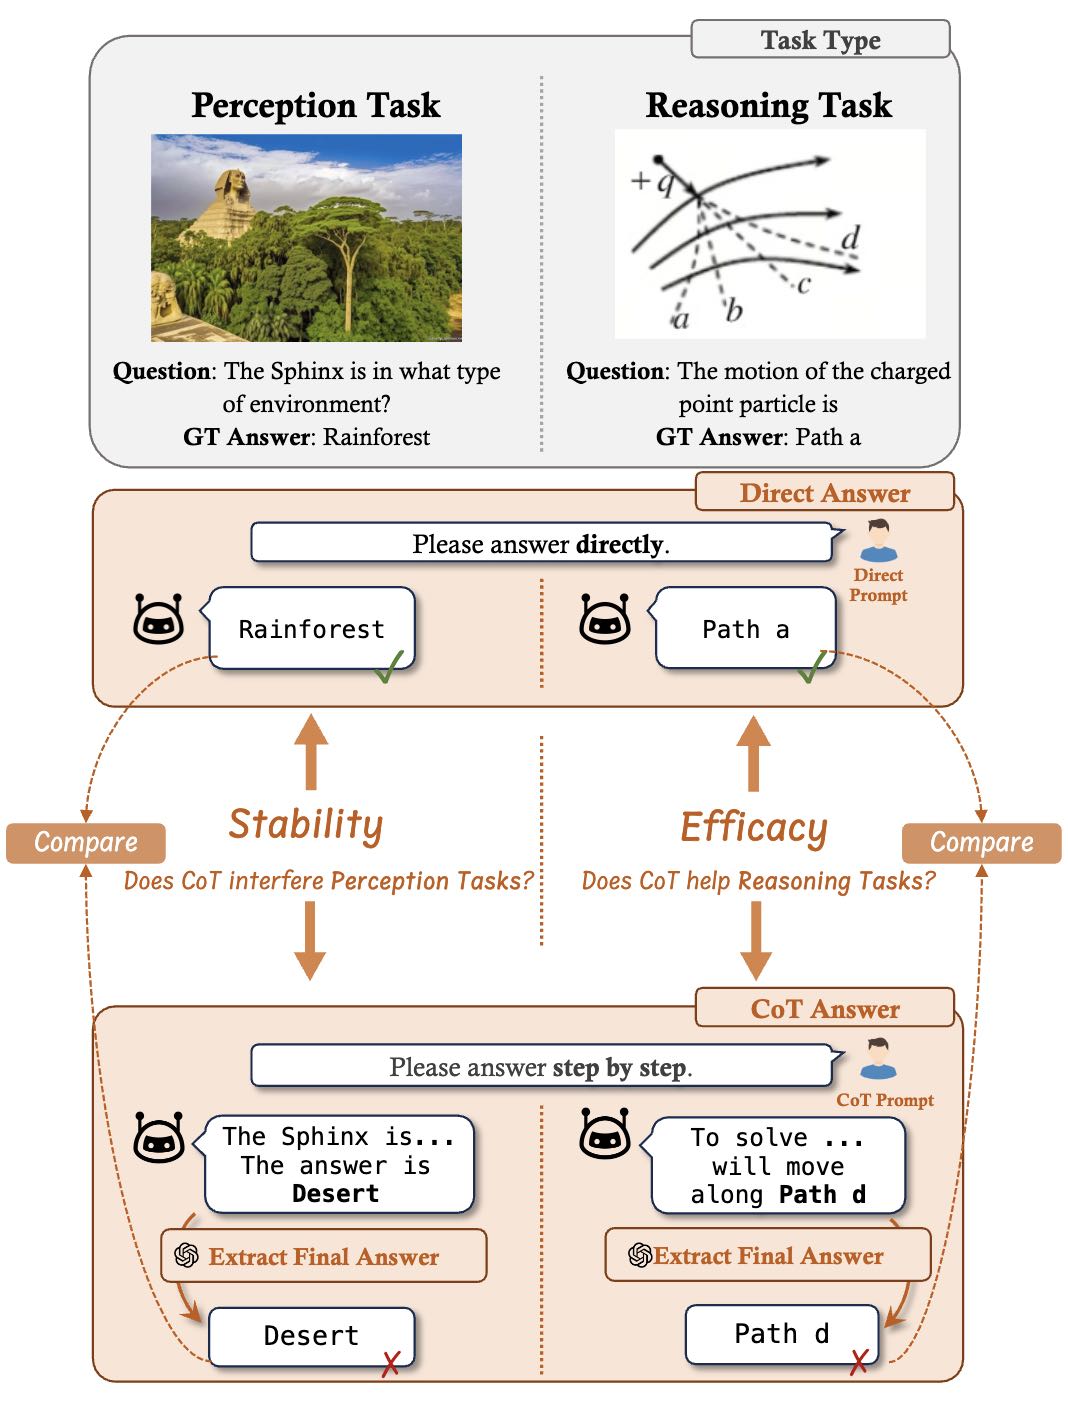 Task Type
Perception Task
Reasoning Task
+q
a
b
c
d
Question: The Sphinx is in what type
of environment?
GT Answer: Rainforest
Question: The motion of the charged
point particle is
GT Answer: Path a
Direct Answer
Please answer directly.
Direct
Prompt
Rainforest
Path a
Stability
Efficacy
Compare
Compare
Does CoT interfere Perception Tasks?
Does CoT help Reasoning Tasks?
CoT Answer
Please answer step by step.
CoT Prompt
The Sphinx is...
The answer is
Desert
To solve ...
will move
along Path d
Extract Final Answer
Extract Final Answer
Desert
Path d